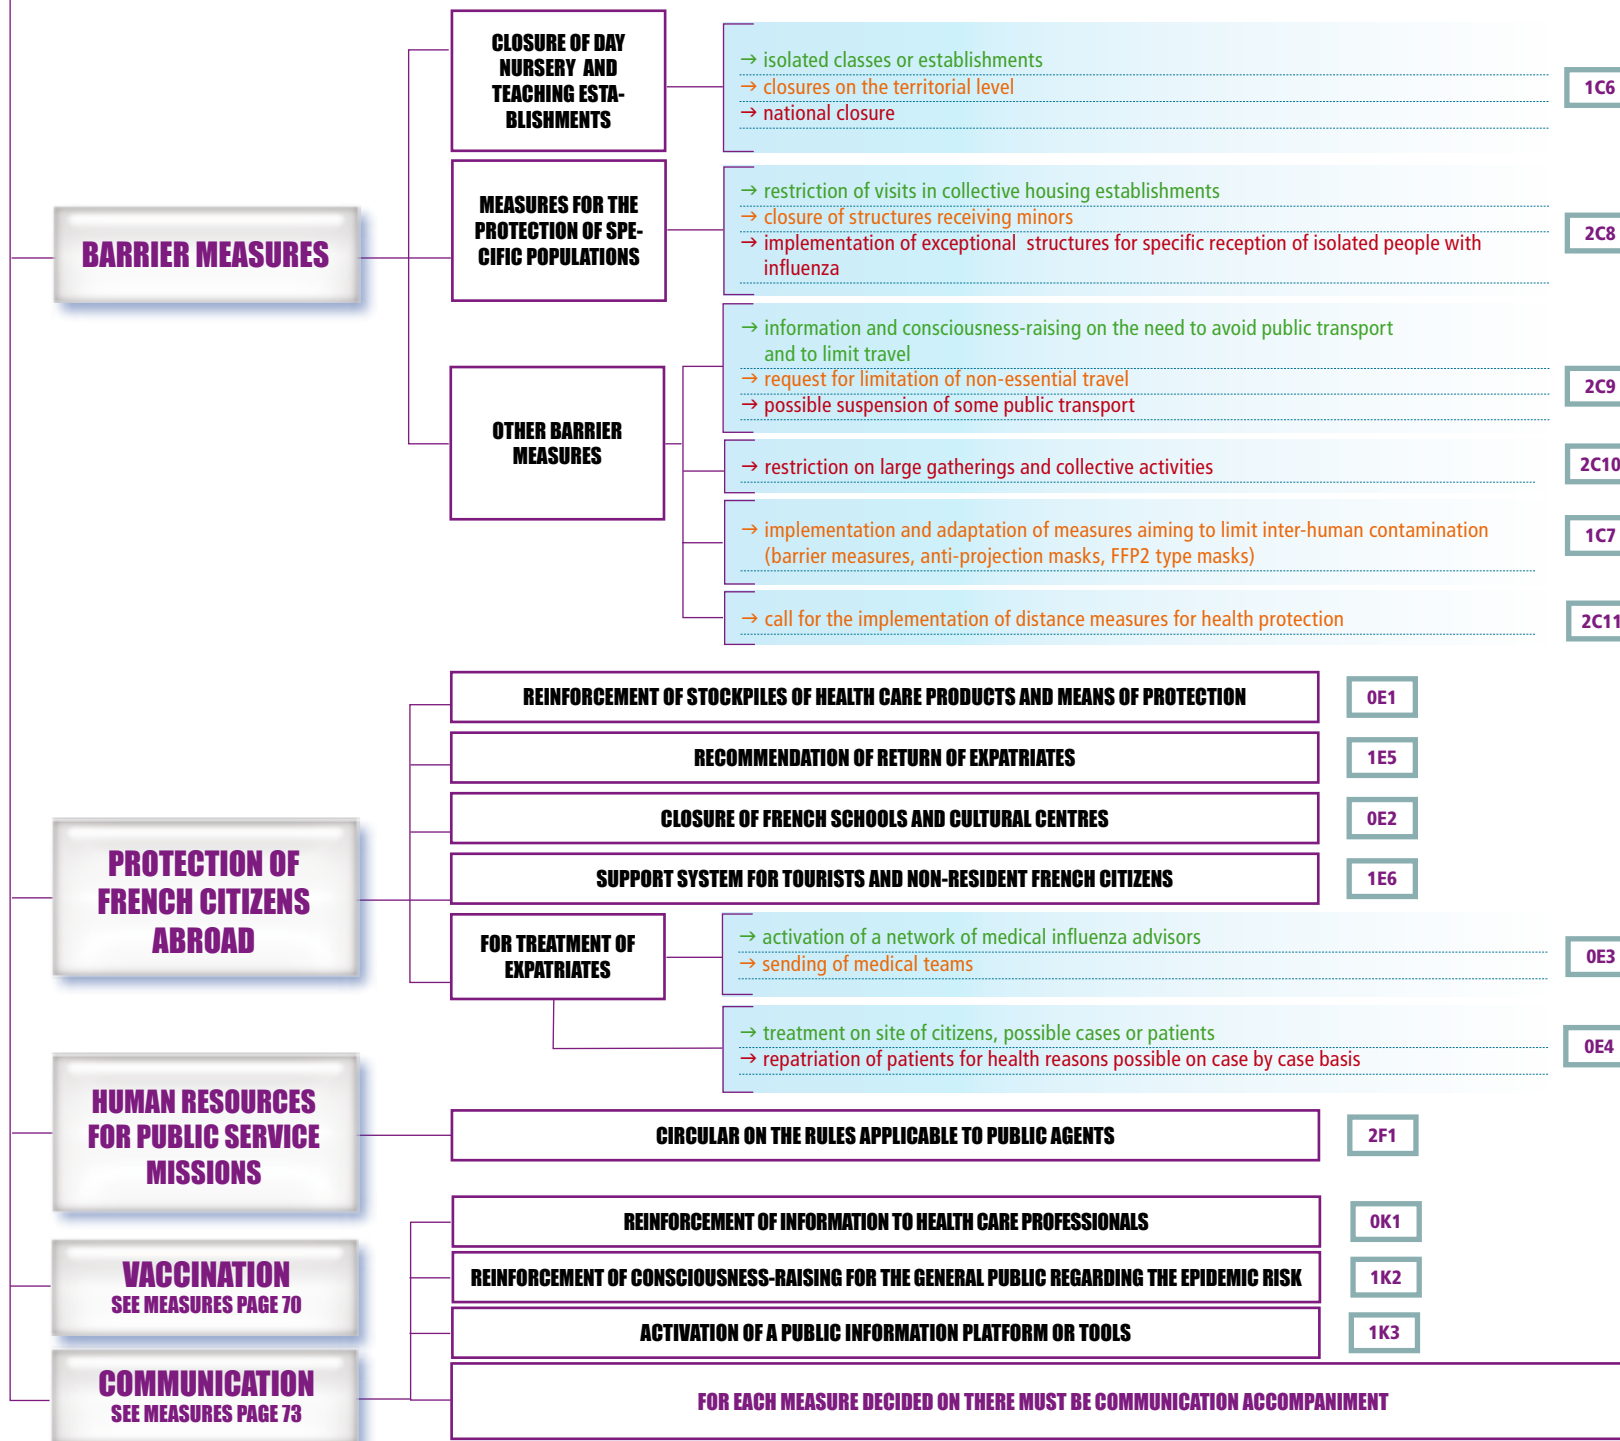 BARRIER MEASURES
CLOSURE OF DAY
NURSERY AND
TEACHING ESTA-
BLISHMENTS
→ isolated classes or establishments
→ closures on the territorial level
→ national closure
1C6
MEASURES FOR THE
PROTECTION OF SPE-
CIFIC POPULATIONS
→ restriction of visits in collective housing establishments
→ closure of structures receiving minors
→ implementation of exceptional structures for specific reception of isolated people with
influenza
2C8
OTHER BARRIER
MEASURES
→ information and consciousness-raising on the need to avoid public transport
and to limit travel
→ request for limitation of non-essential travel
→ possible suspension of some public transport
2C9
→ restriction on large gatherings and collective activities
2C10
→ implementation and adaptation of measures aiming to limit inter-human contamination
(barrier measures, anti-projection masks, FFP2 type masks)
1C7
→ call for the implementation of distance measures for health protection
2C11
PROTECTION OF
FRENCH CITIZENS
ABROAD
REINFORCEMENT OF STOCKPILES OF HEALTH CARE PRODUCTS AND MEANS OF PROTECTION
0E1
RECOMMENDATION OF RETURN OF EXPATRIATES
1E5
CLOSURE OF FRENCH SCHOOLS AND CULTURAL CENTRES
0E2
SUPPORT SYSTEM FOR TOURISTS AND NON-RESIDENT FRENCH CITIZENS
1E6
FOR TREATMENT OF
EXPATRIATES
→ activation of a network of medical influenza advisors
→ sending of medical teams
0E3
→ treatment on site of citizens, possible cases or patients
→ repatriation of patients for health reasons possible on case by case basis
0E4
HUMAN RESOURCES
FOR PUBLIC SERVICE
MISSIONS
CIRCULAR ON THE RULES APPLICABLE TO PUBLIC AGENTS
2F1
VACCINATION
SEE MEASURES PAGE 70
COMMUNICATION
SEE MEASURES PAGE 73
REINFORCEMENT OF INFORMATION TO HEALTH CARE PROFESSIONALS
0K1
REINFORCEMENT OF CONSCIOUSNESS-RAISING FOR THE GENERAL PUBLIC REGARDING THE EPIDEMIC RISK
1K2
ACTIVATION OF A PUBLIC INFORMATION PLATFORM OR TOOLS
1K3
FOR EACH MEASURE DECIDED ON THERE MUST BE COMMUNICATION ACCOMPANIMENT